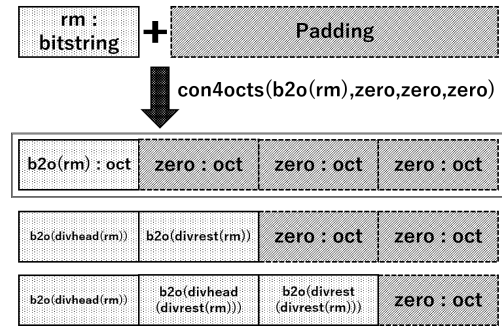 rm :
bitstring
+
Padding
con4octs(b2o(rm),zero,zero,zero)
b2o(rm) : oct
zero : oct
zero : oct
zero : oct
b2o(divhead(rm))
b2o(divrest(rm))
zero : oct
zero : oct
b2o(divhead(rm))
b2o(divhead
(divrest(rm)))
b2o(divrest
(divrest(rm)))
zero : oct